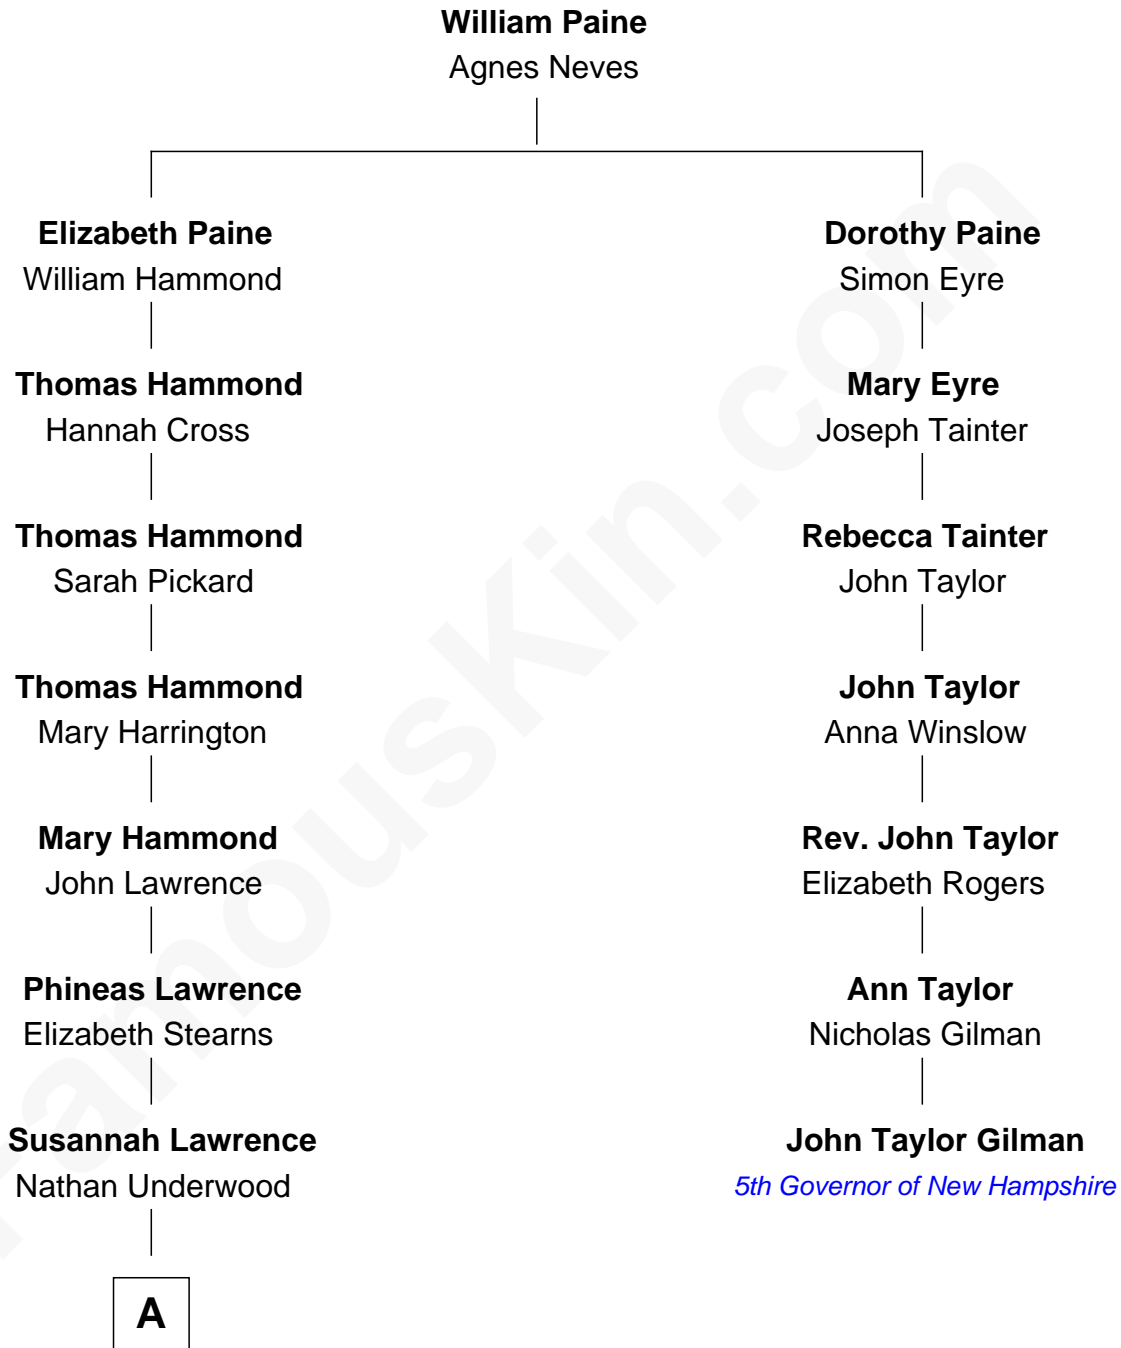 William Paine
Agnes Neves
Elizabeth Paine
William Hammond
Dorothy Paine
Simon Eyre
Thomas Hammond
Hannah Cross
Mary Eyre
Joseph Tainter
Thomas Hammond
Sarah Pickard
Rebecca Tainter
John Taylor
Thomas Hammond
Mary Harrington
John Taylor
Anna Winslow
Mary Hammond
John Lawrence
Rev. John Taylor
Elizabeth Rogers
Phineas Lawrence
Elizabeth Stearns
Ann Taylor
Nicholas Gilman
Susannah Lawrence
Nathan Underwood
John Taylor Gilman
5th Governor of New Hampshire
A
FamousKin.com